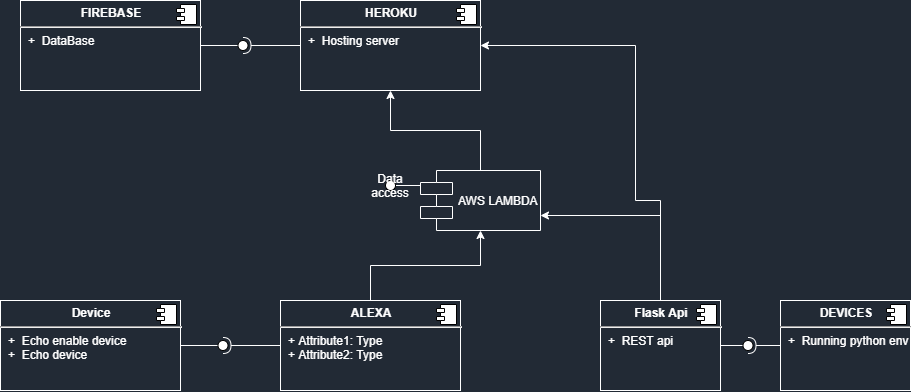 FIREBASE
+ DataBase
HEROKU
+ Hosting server
Data
access
AWS LAMBDA
Device
+ Echo enable device
+ Echo device
ALEXA
+ Attribute1: Type
+ Attribute2: Type
Flask Api
+ REST api
DEVICES
+ Running python env